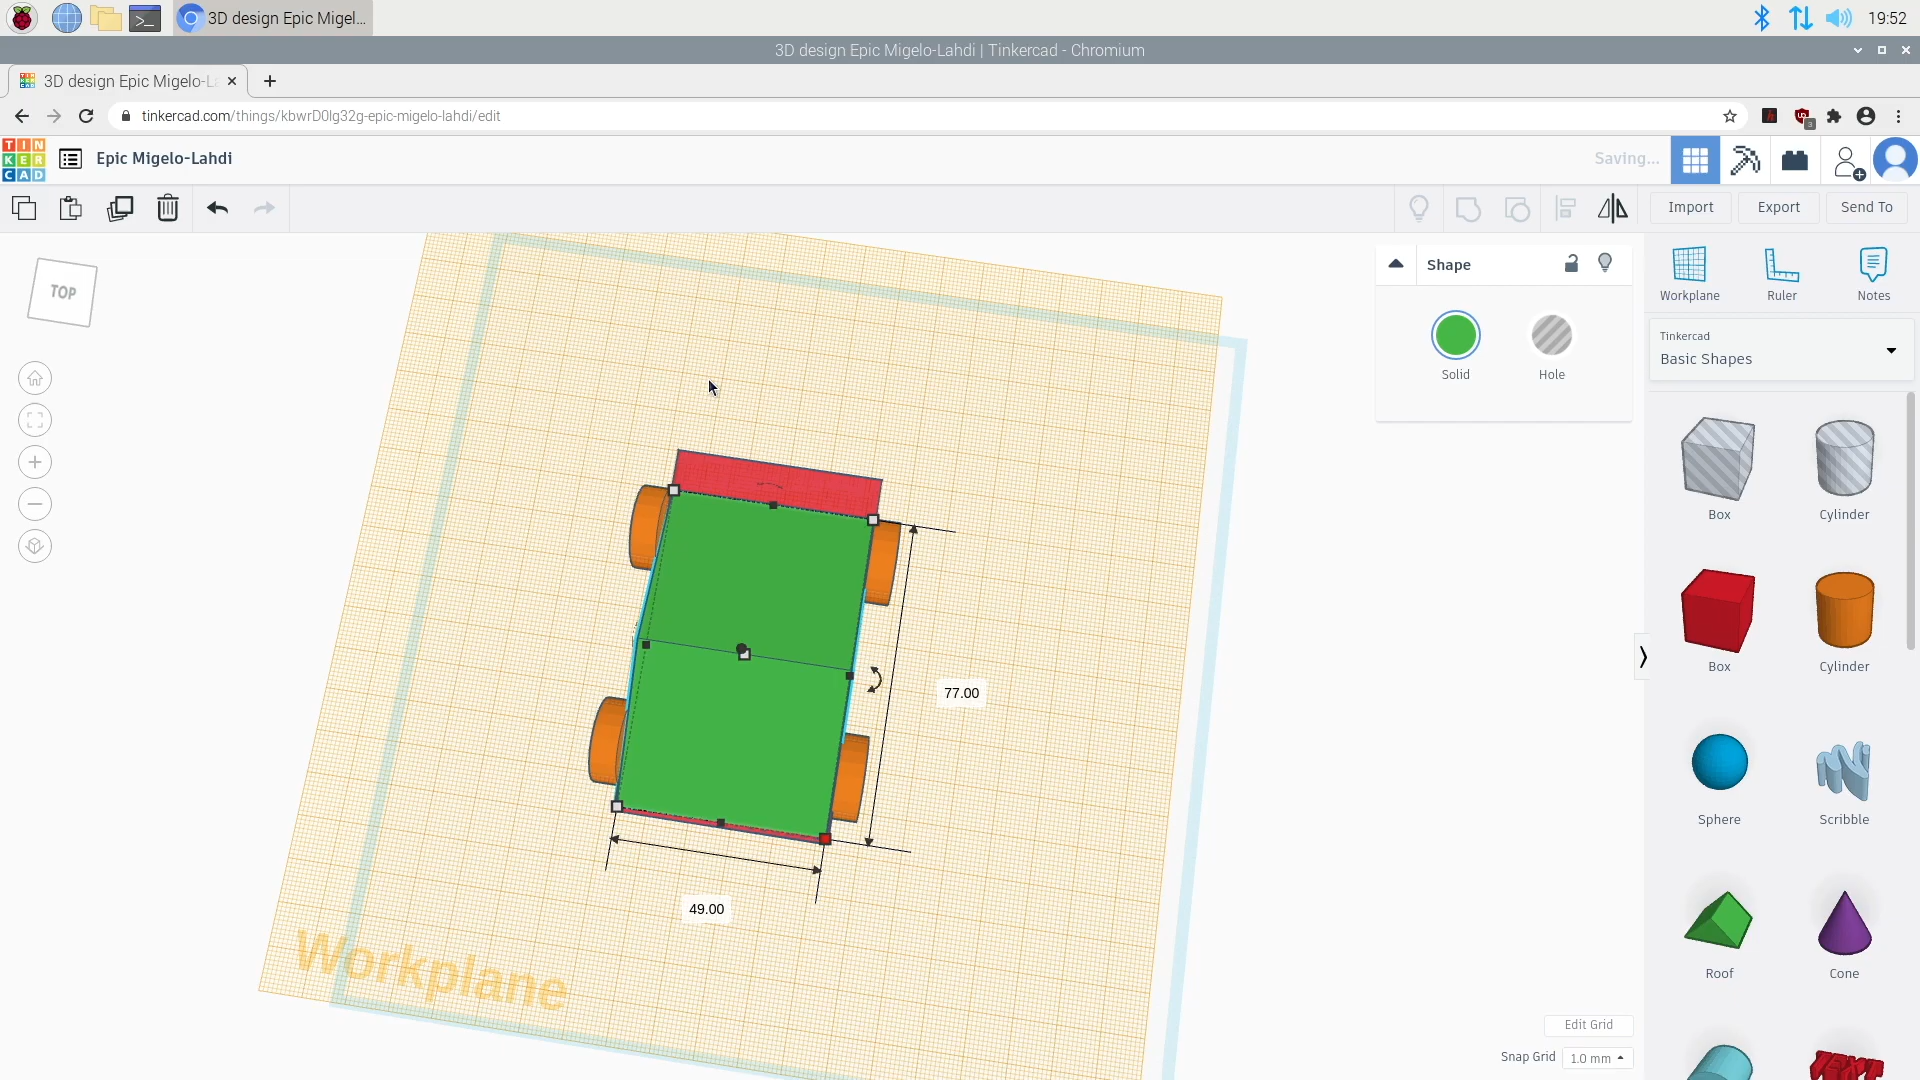 3D design Epic Migel...
19:52
3D design Epic Migelo-Lahdi | Tinkercad - Chromium
3D design Epic Migelo-L
tinkercad.com/things/kbwrD0lg32g-epic-migelo-lahdi/edit
3
TIN
KER
CAD
Epic Migelo-Lahdi
Saving...
Import
Export
Send To
TOP
Shape
Solid
Hole
Workplane
Ruler
Notes
Tinkercad
Basic Shapes
Box
Cylinder
Box
Cylinder
Sphere
Scribble
Roof
Cone
TEXT
77.00
49.00
Workplane
Edit Grid
Snap Grid
1.0 mm